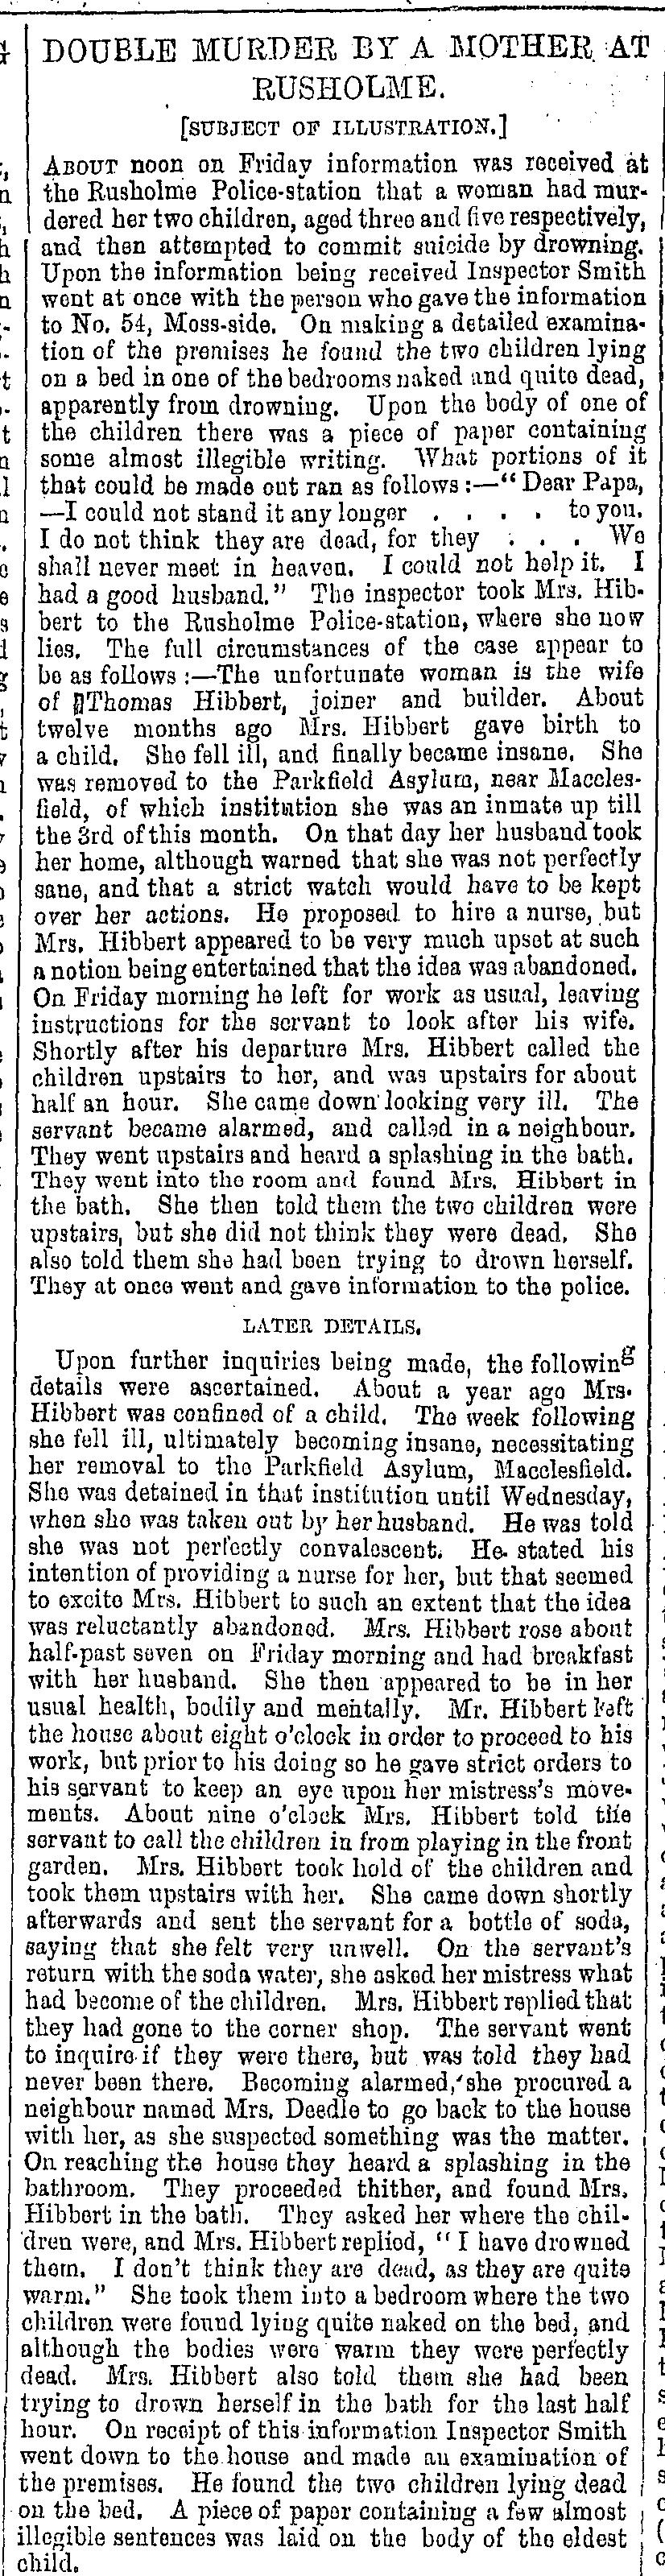 DOUBLE MURDER BY A MOTHER AT
RUSHOLME.
[SUBJECT OF ILLUSTRATION.]
ABOUT noon on Friday information was received at
the Rusholme Police-station that a woman had mur-
dered her two children, aged three and five respectively,
and then attempted to commit suicide by drowning.
Upon the information being received Inspector Smith
went at once with the person who gave the information
to No. 54, Moss-side. On making a detailed examina-
tion of the premises he found the two children lying
on a bed in one of the bedrooms naked and quite dead,
apparently from drowning. Upon the body of one of
the children there was a piece of paper containing
some almost illegible writing. What portions of it
that could be made out ran as follows:—"Dear Papa,
—I could not stand it any longer . . . . to you.
I do not think they are dead, for they . . . We
shall never meet in heaven. I could not help it. I
had a good husband." The inspector took Mrs. Hib-
bert to the Rusholme Police-station, where she now
lies. The full circumstances of the case appear to
be as follows:—The unfortunate woman is the wife
of Thomas Hibbert, joiner and builder. About
twelve months ago Mrs. Hibbert gave birth to
a child. She fell ill, and finally became insane. She
was removed to the Parkfield Asylum, near Maccles-
field, of which institution she was an inmate up till
the 3rd of this month. On that day her husband took
her home, although warned that she was not perfectly
sane, and that a strict watch would have to be kept
over her actions. He proposed to hire a nurse, but
Mrs. Hibbert appeared to be very much upset at such
a notion being entertained that the idea was abandoned.
On Friday morning he left for work as usual, leaving
instructions for the servant to look after his wife.
Shortly after his departure Mrs. Hibbert called the
children upstairs to her, and was upstairs for about
half an hour. She came down looking very ill. The
servant became alarmed, and called in a neighbour.
They went upstairs and heard a splashing in the bath.
They went into the room and found Mrs. Hibbert in
the bath. She then told them the two children were
upstairs, but she did not think they were dead. She
also told them she had been trying to drown herself.
They at once went and gave information to the police.
LATER DETAILS.
Upon further inquiries being made, the following
details were ascertained. About a year ago Mrs.
Hibbert was confined of a child. The week following
she fell ill, ultimately becoming insane, necessitating
her removal to the Parkfield Asylum, Macclesfield.
She was detained in that institution until Wednesday,
when she was taken out by her husband. He was told
she was not perfectly convalescent. He stated his
intention of providing a nurse for her, but that seemed
to excite Mrs. Hibbert to such an extent that the idea
was reluctantly abandoned. Mrs. Hibbert rose about
half-past seven on Friday morning and had breakfast
with her husband. She then appeared to be in her
usual health, bodily and mentally. Mr. Hibbert left
the house about eight o'clock in order to proceed to his
work, but prior to his doing so he gave strict orders to
his servant to keep an eye upon her mistress's move-
ments. About nine o'clock Mrs. Hibbert told the
servant to call the children in from playing in the front
garden. Mrs. Hibbert took hold of the children and
took them upstairs with her. She came down shortly
afterwards and sent the servant for a bottle of soda,
saying that she felt very unwell. On the servant's
return with the soda water, she asked her mistress what
had become of the children. Mrs. Hibbert replied that
they had gone to the corner shop. The servant went
to inquire if they were there, but was told they had
never been there. Becoming alarmed, she procured a
neighbour named Mrs. Deedle to go back to the house
with her, as she suspected something was the matter.
On reaching the house they heard a splashing in the
bathroom. They proceeded thither, and found Mrs.
Hibbert in the bath. They asked her where the chil-
dren were, and Mrs. Hibbert replied, "I have drowned
them. I don't think they are dead, as they are quite
warm." She took them into a bedroom where the two
children were found lying quite naked on the bed, and
although the bodies were warm they were perfectly
dead. Mrs. Hibbert also told them she had been
trying to drown herself in the bath for the last half
hour. On receipt of this information Inspector Smith
went down to the house and made an examination of
the premises. He found the two children lying dead
on the bed. A piece of paper containing a few almost
illegible sentences was laid on the body of the eldest
child.